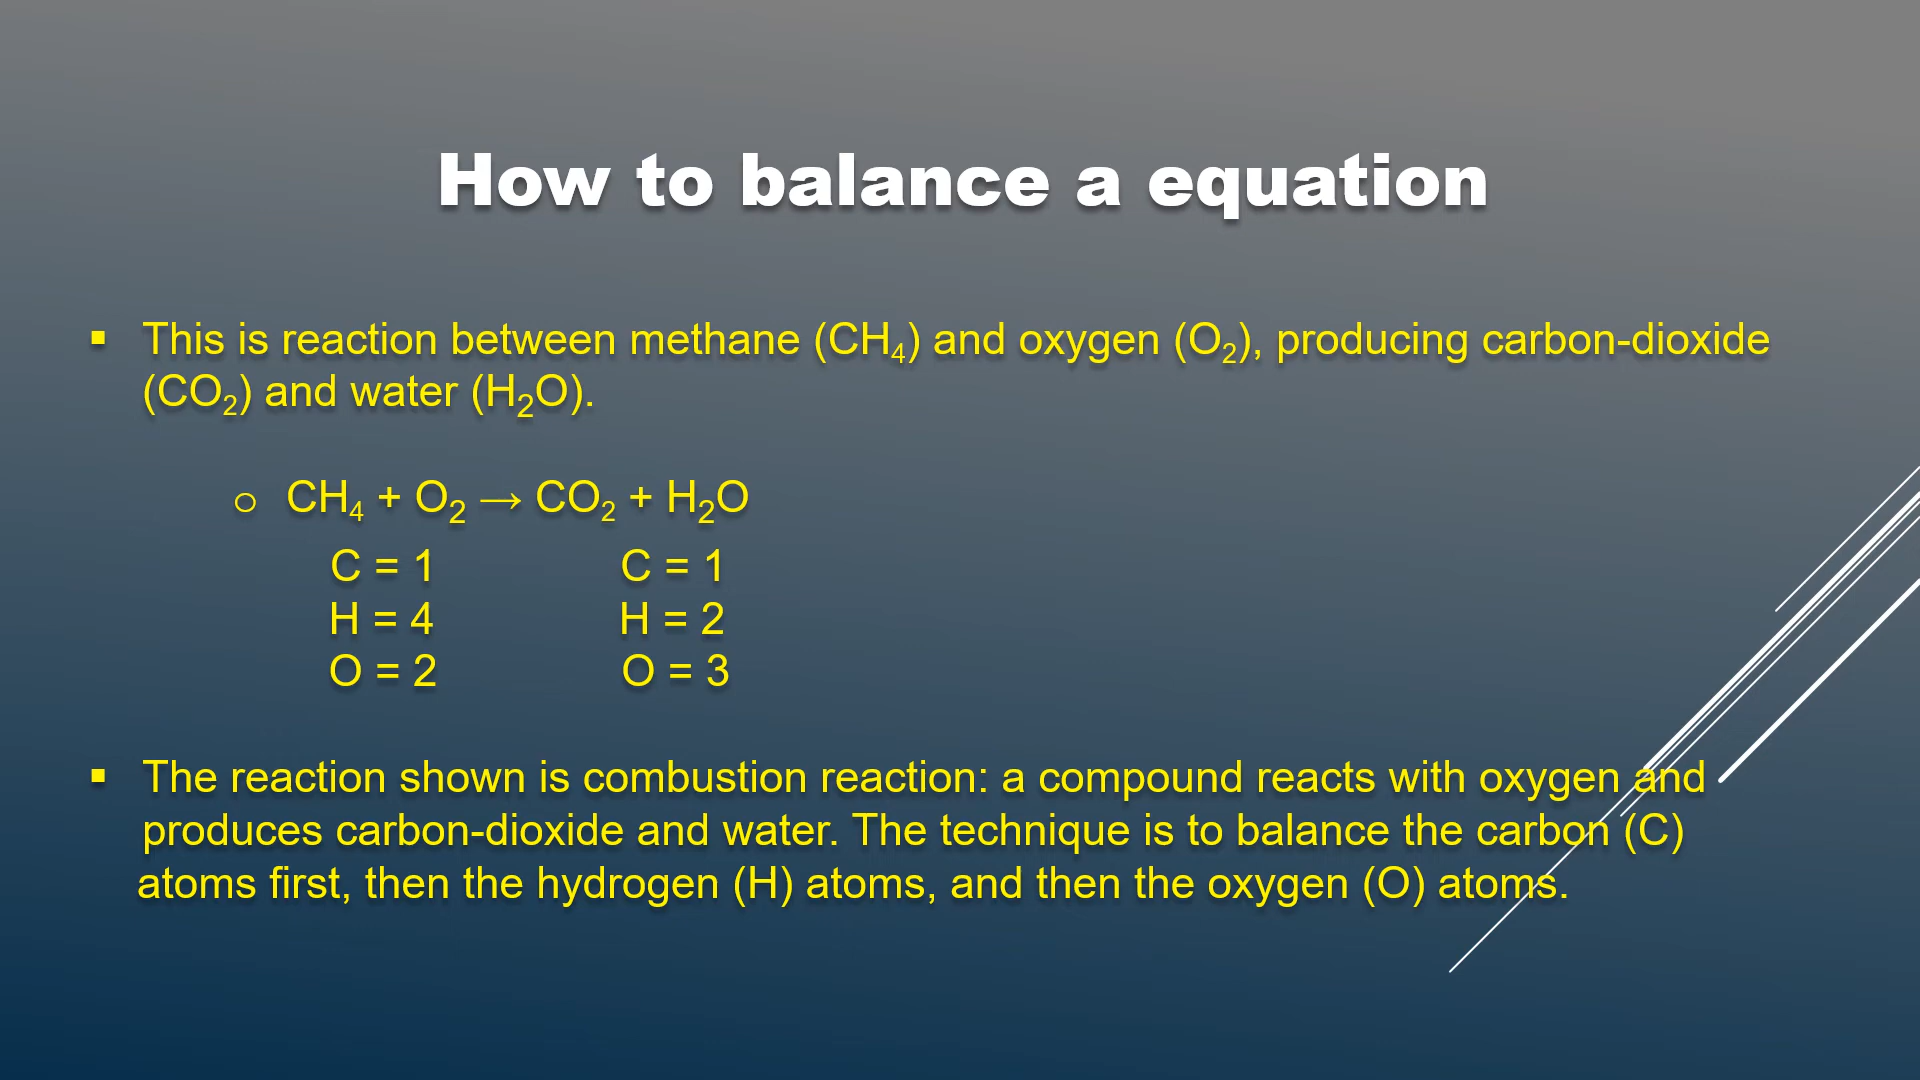 How to balance a equation
▪ This is reaction between methane (CH₄) and oxygen (O₂), producing carbon-dioxide
(CO₂) and water (H₂O).
○ CH₄ + O₂ → CO₂ + H₂O
C = 1 C = 1
H = 4 H = 2
O = 2 O = 3
▪ The reaction shown is combustion reaction: a compound reacts with oxygen and
produces carbon-dioxide and water. The technique is to balance the carbon (C)
atoms first, then the hydrogen (H) atoms, and then the oxygen (O) atoms.